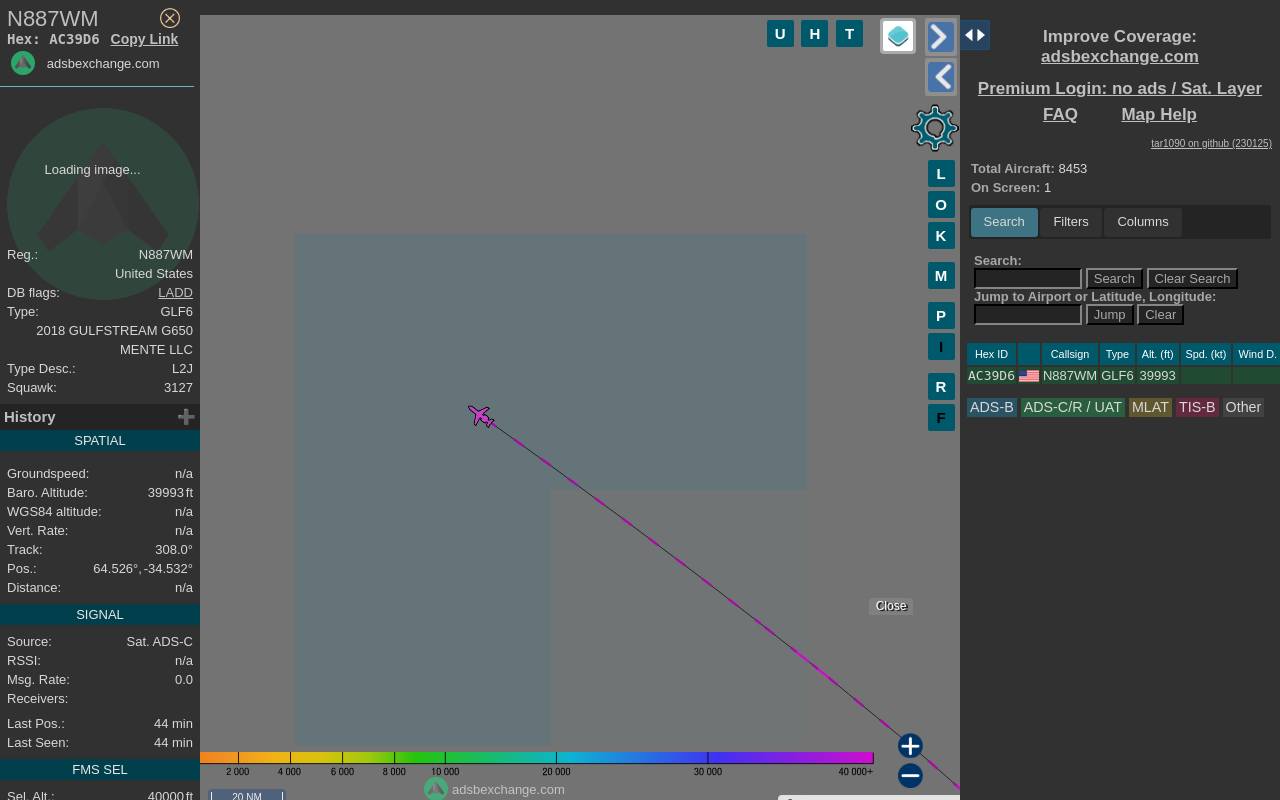 N887WM
Hex: AC39D6 Copy Link
adsbexchange.com
Loading image...
Reg.: N887WM
United States
DB flags: LADD
Type: GLF6
2018 GULFSTREAM G650
MENTE LLC
Type Desc.: L2J
Squawk: 3127
History
SPATIAL
Groundspeed: n/a
Baro. Altitude: 39993 ft
WGS84 altitude: n/a
Vert. Rate: n/a
Track: 308.0°
Pos.: 64.526°, -34.532°
Distance: n/a
SIGNAL
Source: Sat. ADS-C
RSSI: n/a
Msg. Rate: 0.0
Receivers:
Last Pos.: 44 min
Last Seen: 44 min
FMS SEL
Sel. Alt.: 40000 ft
U H T
L
O
K
M
P
I
R
F
Close
2 000 4 000 6 000 8 000 10 000 20 000 30 000 40 000+
20 NM
adsbexchange.com
Improve Coverage:
adsbexchange.com
Premium Login: no ads / Sat. Layer
FAQ Map Help
tar1090 on github (230125)
Total Aircraft: 8453
On Screen: 1
Search Filters Columns
Search:
Search Clear Search
Jump to Airport or Latitude, Longitude:
Jump Clear
Hex ID Callsign Type Alt. (ft) Spd. (kt) Wind D.
AC39D6 N887WM GLF6 39993
ADS-B ADS-C/R / UAT MLAT TIS-B Other